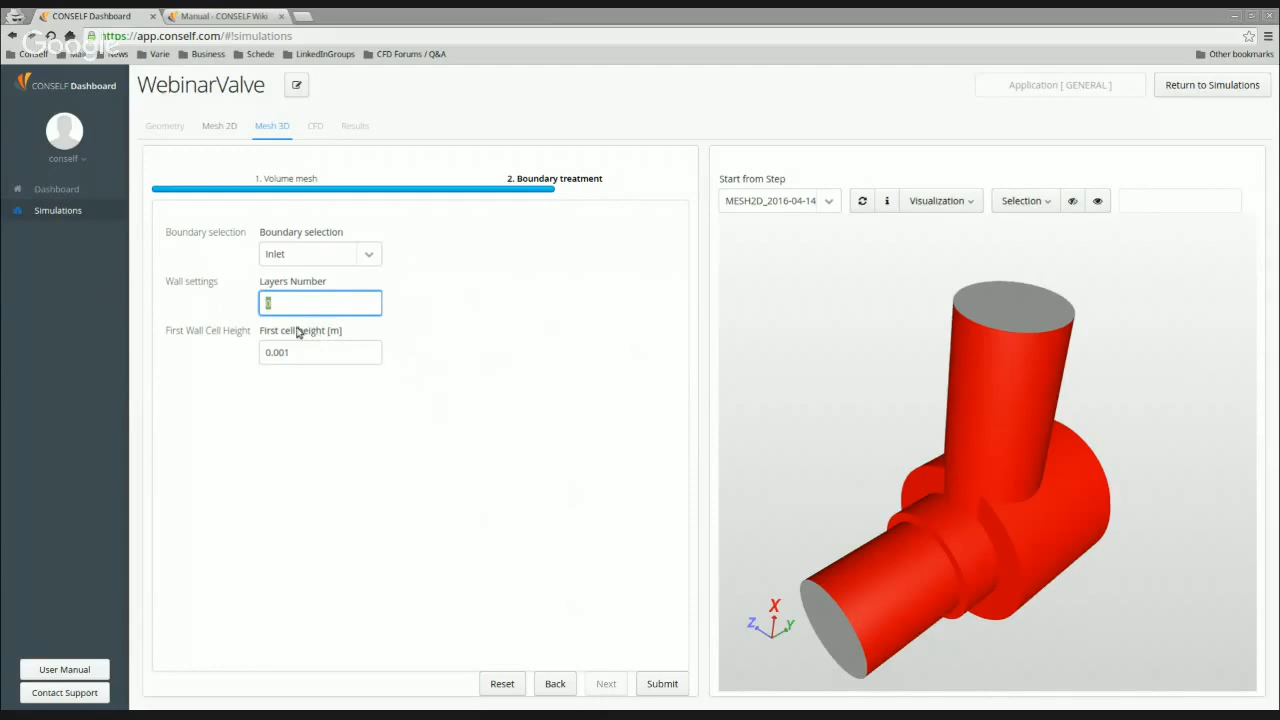 CONSELF Dashboard
Manual - CONSELF Wiki
https://app.conself.com/#!simulations
Google
Conself
News
Varie
Business
Schede
LinkedInGroups
CFD Forums / Q&A
Other bookmarks
CONSELF Dashboard
conself
Dashboard
Simulations
User Manual
Contact Support
WebinarValve
Application [ GENERAL ]
Return to Simulations
Geometry
Mesh 2D
Mesh 3D
CFD
Results
1. Volume mesh
2. Boundary treatment
Boundary selection
Boundary selection
Inlet
Wall settings
Layers Number
0
First Wall Cell Height
First cell height [m]
0.001
Reset
Back
Next
Submit
Start from Step
MESH2D_2016-04-14
Visualization
Selection
X
Z
Y